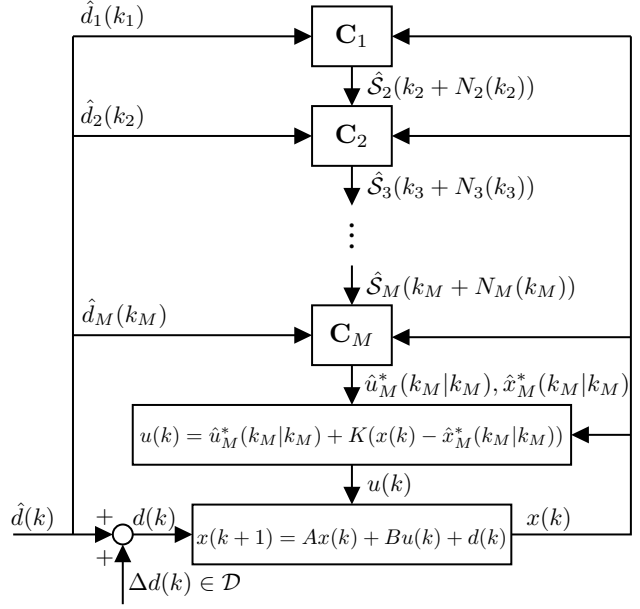 d̂₁(k₁)
C₁
Ŝ₂(k₂ + N₂(k₂))
d̂₂(k₂)
C₂
Ŝ₃(k₃ + N₃(k₃))
⋮
Ŝ_M(k_M + N_M(k_M))
d̂_M(k_M)
C_M
û*_M(k_M|k_M), x̂*_M(k_M|k_M)
u(k) = û*_M(k_M|k_M) + K(x(k) − x̂*_M(k_M|k_M))
u(k)
d̂(k)
+
+
d(k)
x(k + 1) = Ax(k) + Bu(k) + d(k)
x(k)
Δd(k) ∈ 𝒟